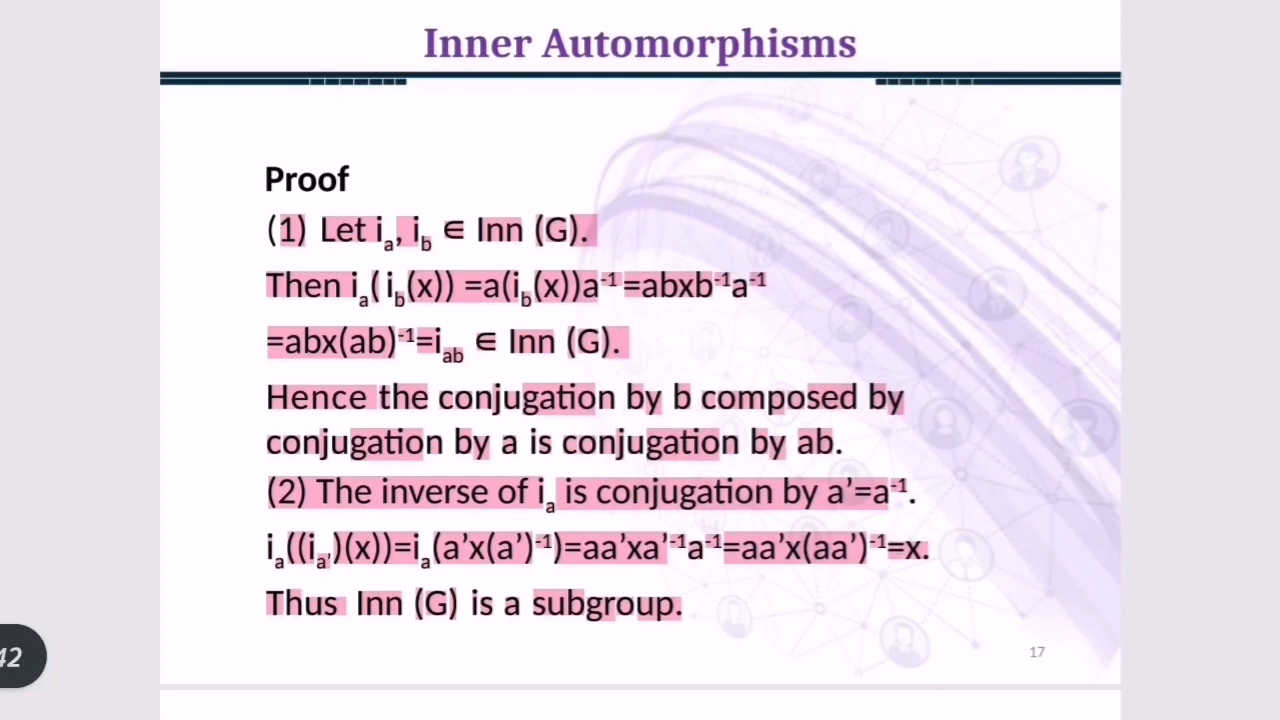 Inner Automorphisms
Proof
(1) Let iₐ, i_b ∈ Inn (G).
Then iₐ( i_b(x)) =a(i_b(x))a⁻¹=abxb⁻¹a⁻¹
=abx(ab)⁻¹=i_ab ∈ Inn (G).
Hence the conjugation by b composed by
conjugation by a is conjugation by ab.
(2) The inverse of iₐ is conjugation by a’=a⁻¹.
iₐ((i_a’)(x))=iₐ(a’x(a’)⁻¹)=aa’xa’⁻¹a⁻¹=aa’x(aa’)⁻¹=x.
Thus Inn (G) is a subgroup.
17
42